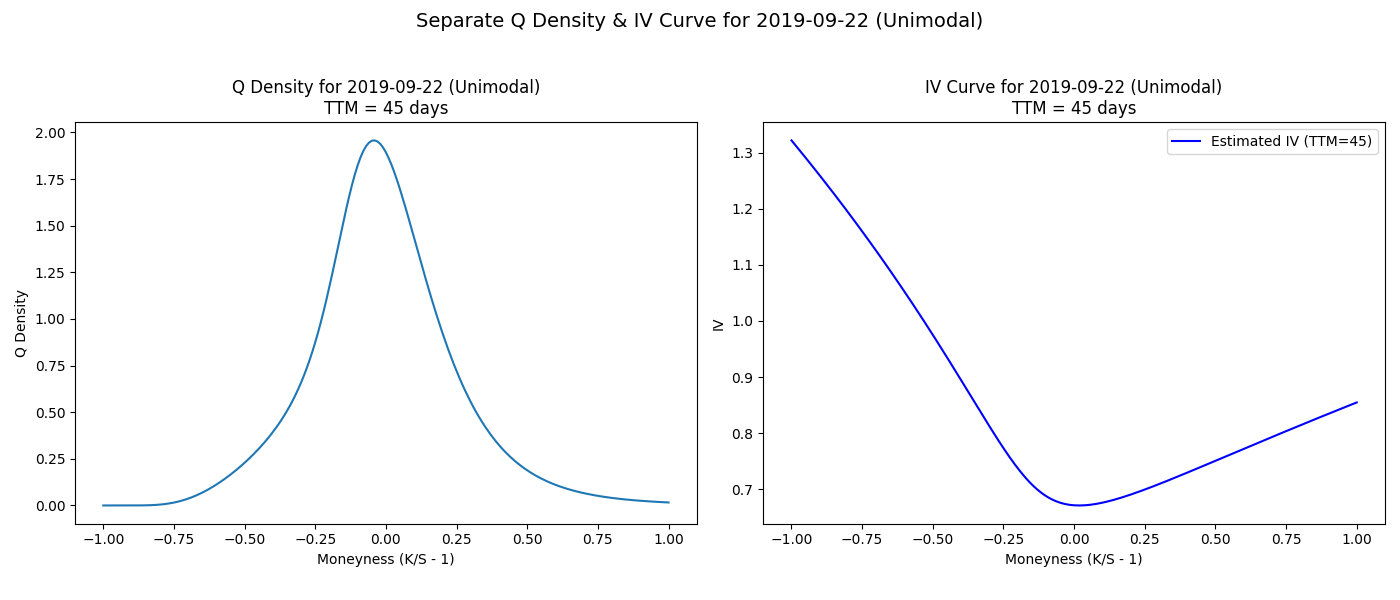 Separate Q Density & IV Curve for 2019-09-22 (Unimodal)
Q Density for 2019-09-22 (Unimodal)
TTM = 45 days
2.00
1.75
1.50
1.25
1.00
0.75
0.50
0.25
0.00
Q Density
−1.00 −0.75 −0.50 −0.25 0.00 0.25 0.50 0.75 1.00
Moneyness (K/S - 1)
IV Curve for 2019-09-22 (Unimodal)
TTM = 45 days
Estimated IV (TTM=45)
1.3
1.2
1.1
1.0
0.9
0.8
0.7
IV
−1.00 −0.75 −0.50 −0.25 0.00 0.25 0.50 0.75 1.00
Moneyness (K/S - 1)